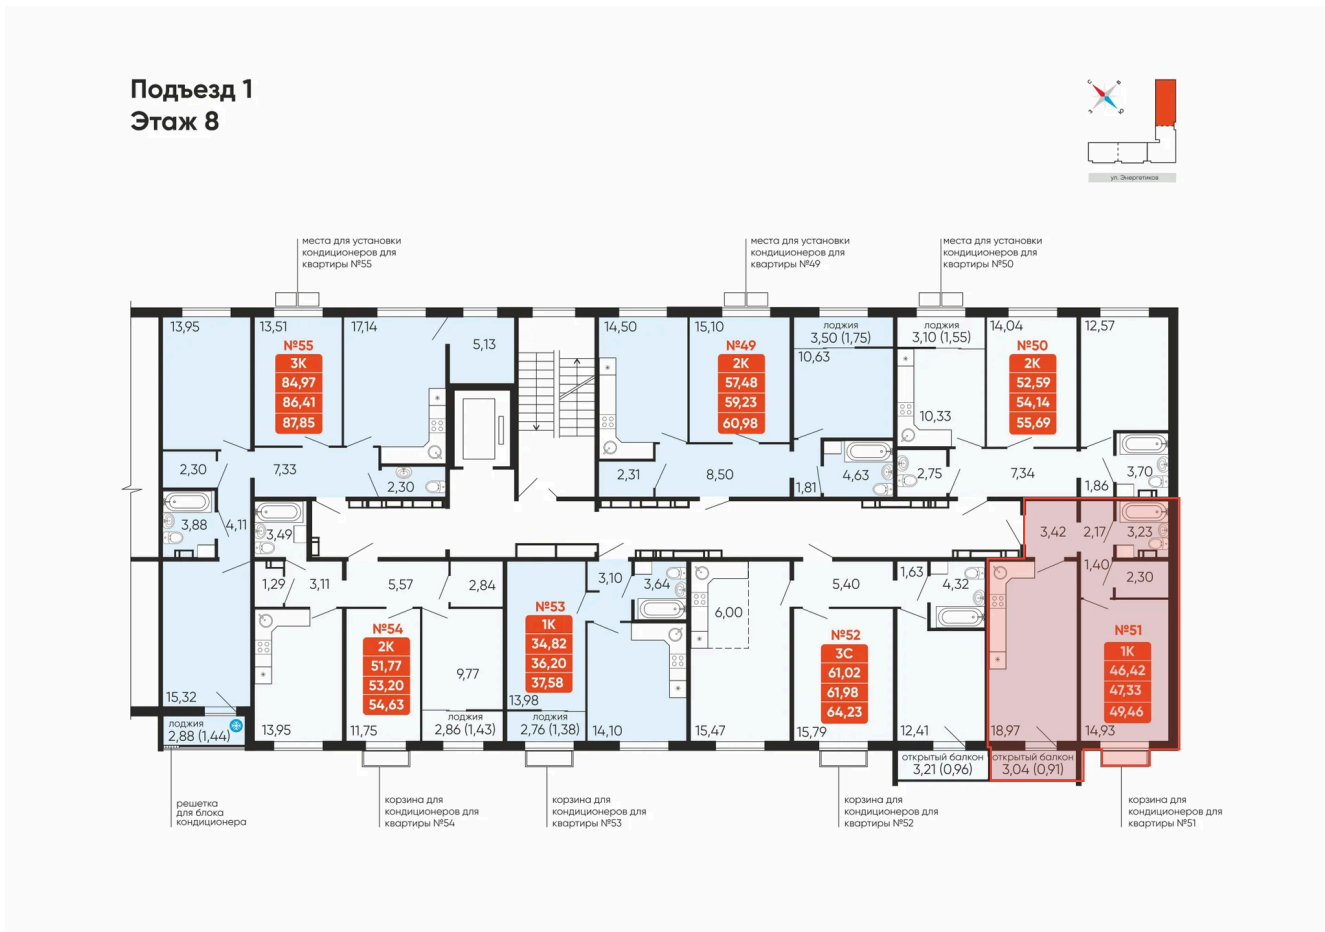 Подъезд 1
Этаж 8
с
в
з
ю
ул. Энергетиков
места для установки
кондиционеров для
квартиры №55
места для установки
кондиционеров для
квартиры №49
места для установки
кондиционеров для
квартиры №50
13,95
13,51
№55
3К
84,97
86,41
87,85
17,14
5,13
2,30
7,33
2,30
3,88
4,11
3,49
14,50
15,10
№49
2К
57,48
59,23
60,98
лоджия
3,50 (1,75)
10,63
2,31
8,50
1,81
4,63
лоджия
3,10 (1,55)
10,33
14,04
№50
2К
52,59
54,14
55,69
12,57
2,75
7,34
1,86
3,70
15,32
лоджия
2,88 (1,44)
1,29
3,11
5,57
2,84
13,95
№54
2К
51,77
53,20
54,63
11,75
9,77
2,86 (1,43)
лоджия
№53
1К
34,82
36,20
37,58
13,98
2,76 (1,38)
лоджия
3,10
3,64
14,10
6,00
15,47
5,40
№52
3С
61,02
61,98
64,23
15,79
1,63
4,32
12,41
открытый балкон
3,21 (0,96)
3,42
2,17
3,23
1,40
2,30
№51
1К
46,42
47,33
49,46
18,97
14,93
открытый балкон
3,04 (0,91)
решетка
для блока
кондиционера
корзина для
кондиционеров для
квартиры №54
корзина для
кондиционеров для
квартиры №53
корзина для
кондиционеров для
квартиры №52
корзина для
кондиционеров для
квартиры №51